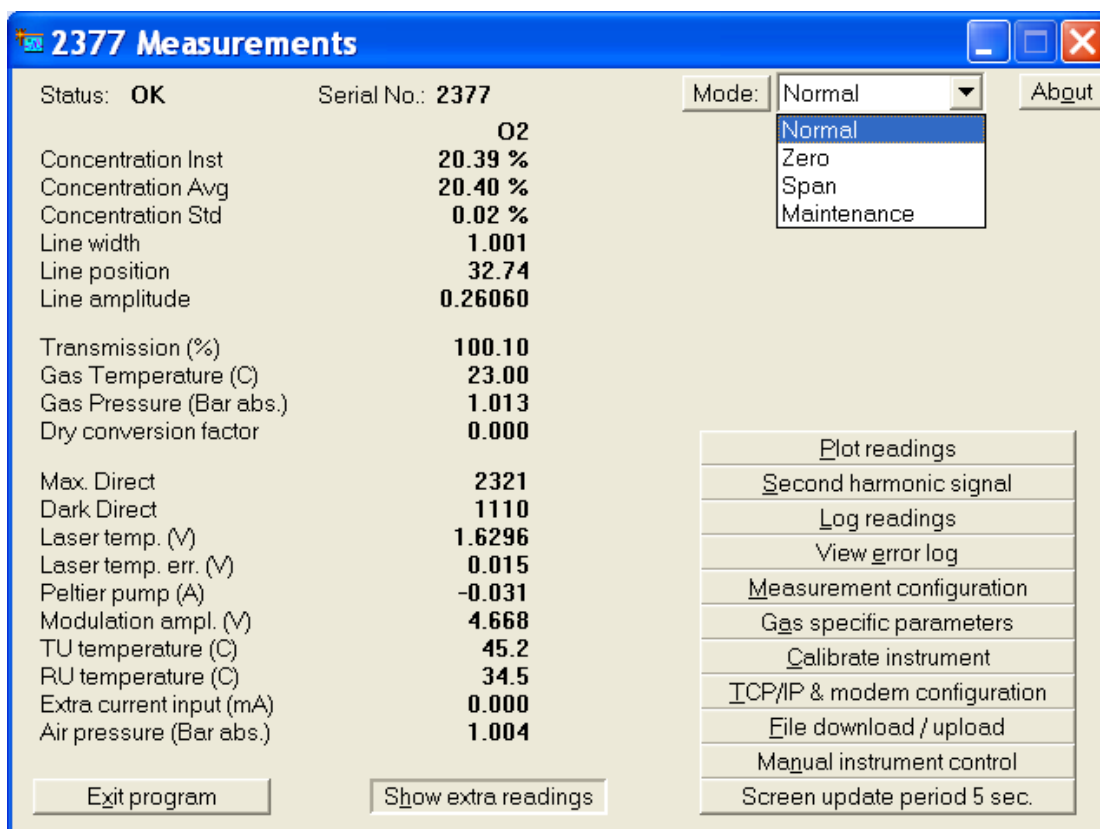 2377 Measurements
Status: OK Serial No.: 2377 Mode: Normal About
O2 Normal
Concentration Inst 20.39 % Zero
Concentration Avg 20.40 % Span
Concentration Std 0.02 % Maintenance
Line width 1.001
Line position 32.74
Line amplitude 0.26060
Transmission (%) 100.10
Gas Temperature (C) 23.00
Gas Pressure (Bar abs.) 1.013
Dry conversion factor 0.000
Max. Direct 2321
Dark Direct 1110
Laser temp. (V) 1.6296
Laser temp. err. (V) 0.015
Peltier pump (A) -0.031
Modulation ampl. (V) 4.668
TU temperature (C) 45.2
RU temperature (C) 34.5
Extra current input (mA) 0.000
Air pressure (Bar abs.) 1.004
Plot readings
Second harmonic signal
Log readings
View error log
Measurement configuration
Gas specific parameters
Calibrate instrument
TCP/IP & modem configuration
File download / upload
Manual instrument control
Exit program Show extra readings Screen update period 5 sec.